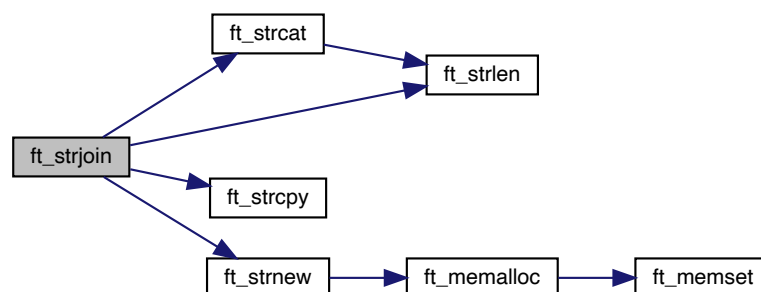 ft_strcat
ft_strlen
ft_strjoin
ft_strcpy
ft_strnew
ft_memalloc
ft_memset